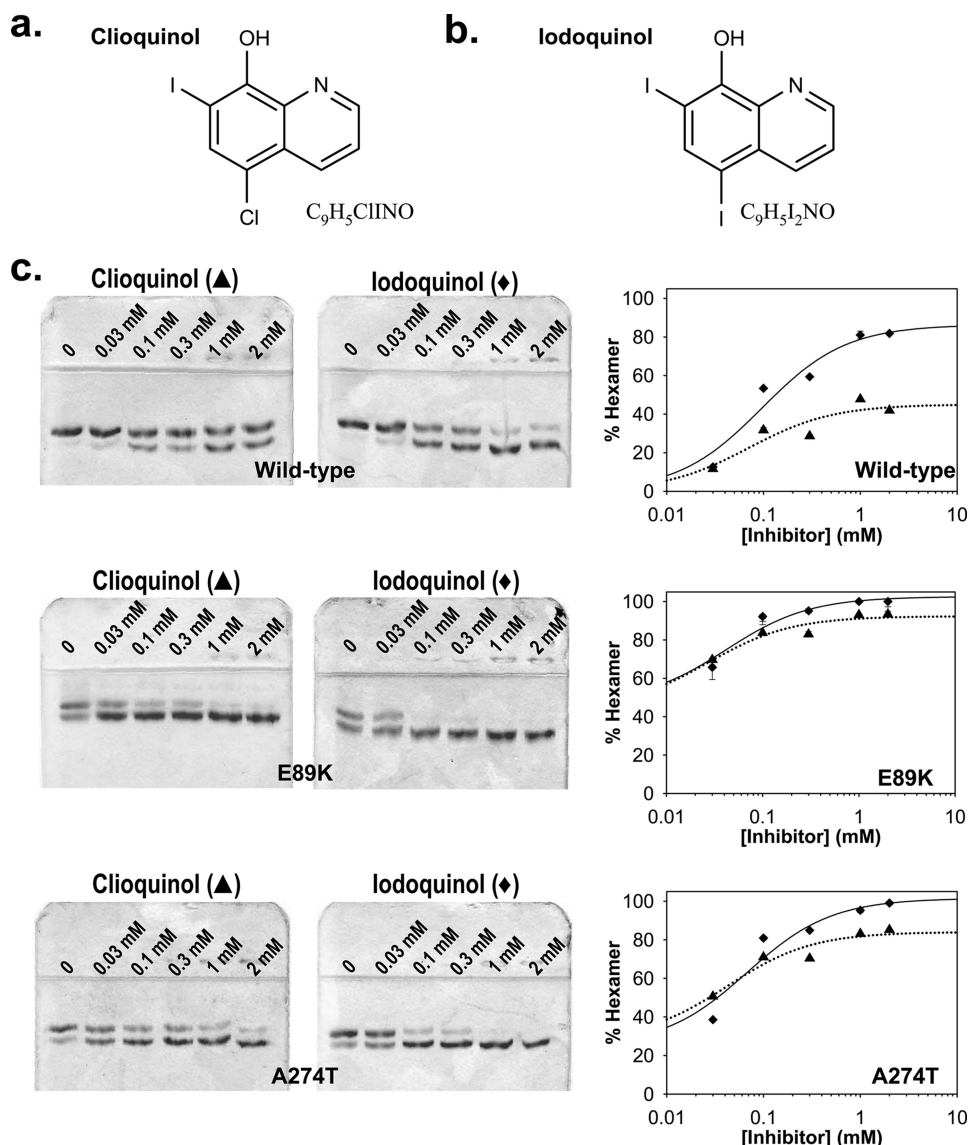 a.
Clioquinol
OH
I
N
Cl
C9H5ClINO
b.
Iodoquinol
OH
I
N
I
C9H5I2NO
c.
Clioquinol (▲)
0
0.03 mM
0.1 mM
0.3 mM
1 mM
2 mM
Iodoquinol (♦)
0
0.03 mM
0.1 mM
0.3 mM
1 mM
2 mM
Wild-type
% Hexamer
100
80
60
40
20
0
Wild-type
0.01 0.1 1 10
[Inhibitor] (mM)
Clioquinol (▲)
0
0.03 mM
0.1 mM
0.3 mM
1 mM
2 mM
Iodoquinol (♦)
0
0.03 mM
0.1 mM
0.3 mM
1 mM
2 mM
E89K
% Hexamer
100
80
60
40
20
0
E89K
0.01 0.1 1 10
[Inhibitor] (mM)
Clioquinol (▲)
0
0.03 mM
0.1 mM
0.3 mM
1 mM
2 mM
Iodoquinol (♦)
0
0.03 mM
0.1 mM
0.3 mM
1 mM
2 mM
A274T
% Hexamer
100
80
60
40
20
0
A274T
0.01 0.1 1 10
[Inhibitor] (mM)